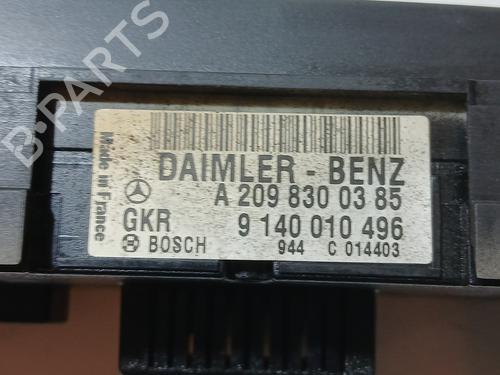 B-PARTS
Made in France
DAIMLER - BENZ
A 209 830 03 85
GKR 9 140 010 496
BOSCH 944 C 014403